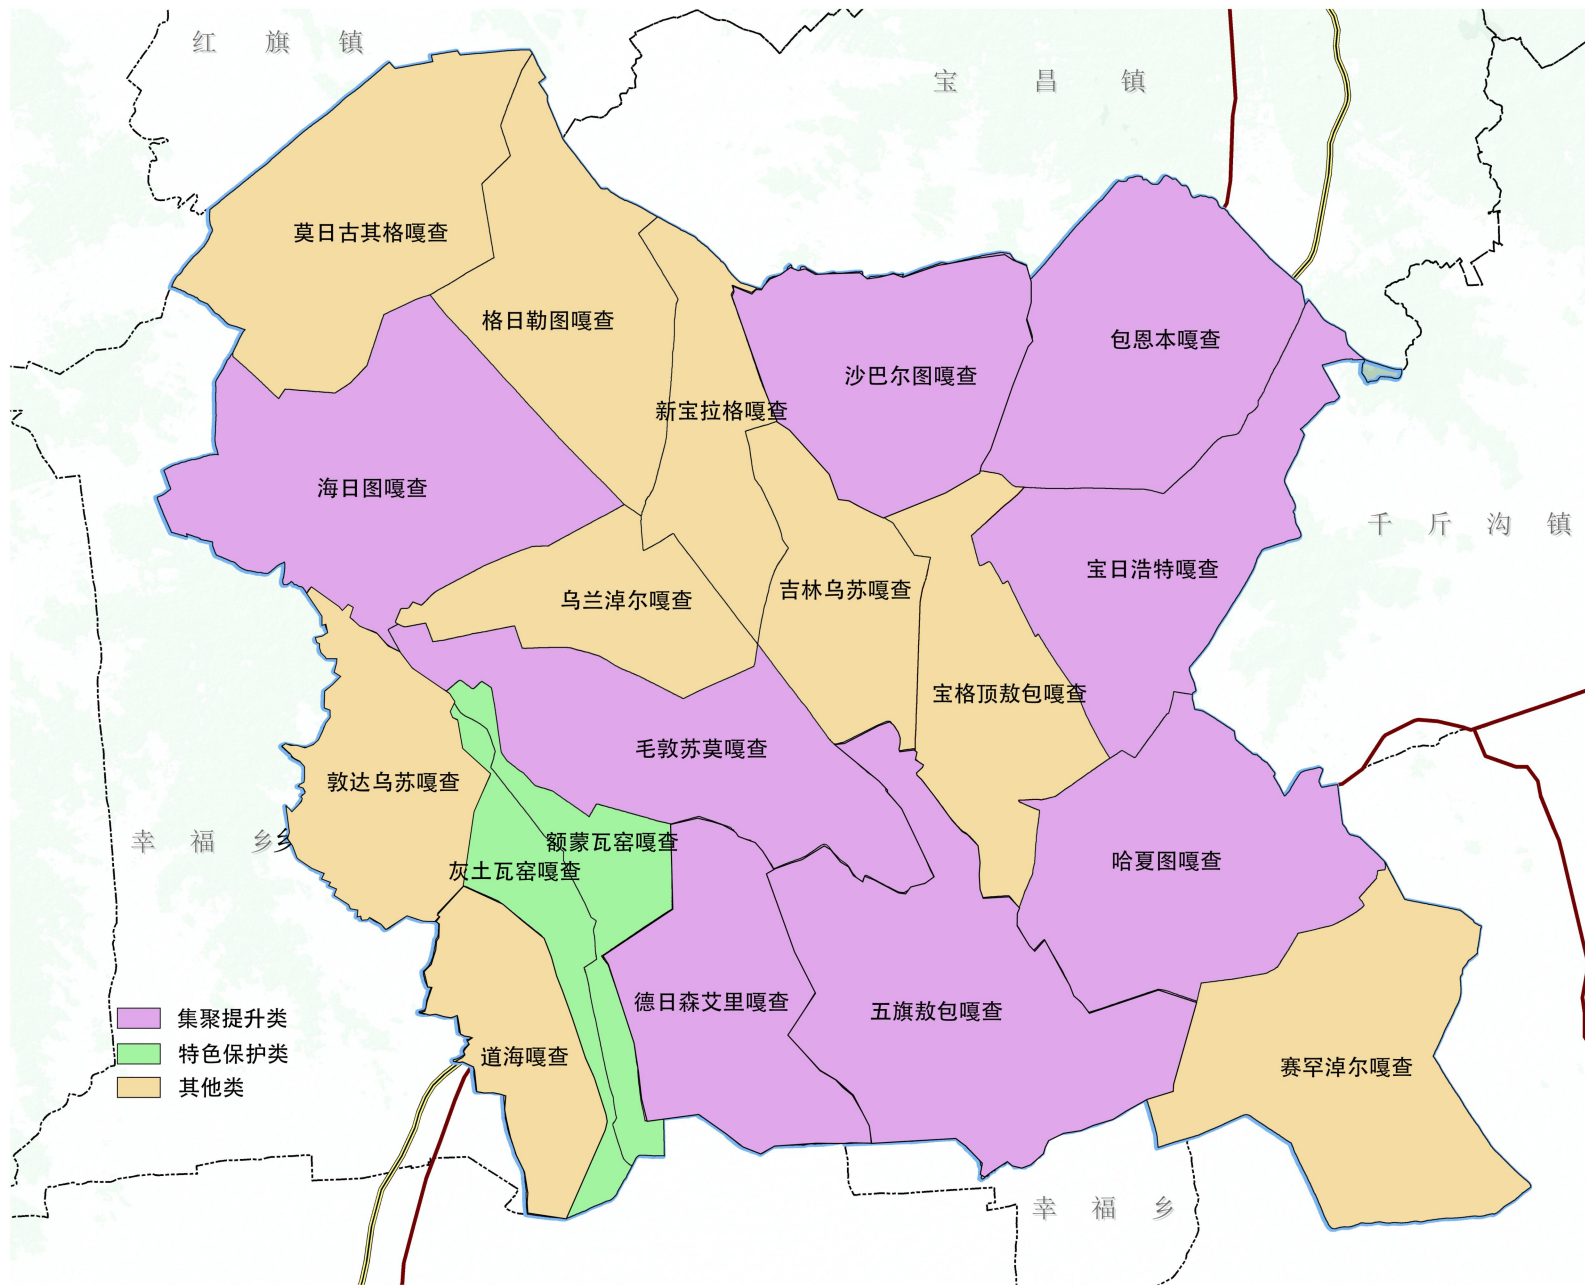 红旗镇
宝昌镇
莫日古其格嘎查
格日勒图嘎查
包恩本嘎查
沙巴尔图嘎查
新宝拉格嘎查
海日图嘎查
千斤沟镇
宝日浩特嘎查
吉林乌苏嘎查
乌兰淖尔嘎查
宝格顶敖包嘎查
毛敦苏莫嘎查
敦达乌苏嘎查
幸福乡
乡
额蒙瓦窑嘎查
灰土瓦窑嘎查
哈夏图嘎查
德日森艾里嘎查
五旗敖包嘎查
集聚提升类
特色保护类
其他类
道海嘎查
赛罕淖尔嘎查
幸福乡